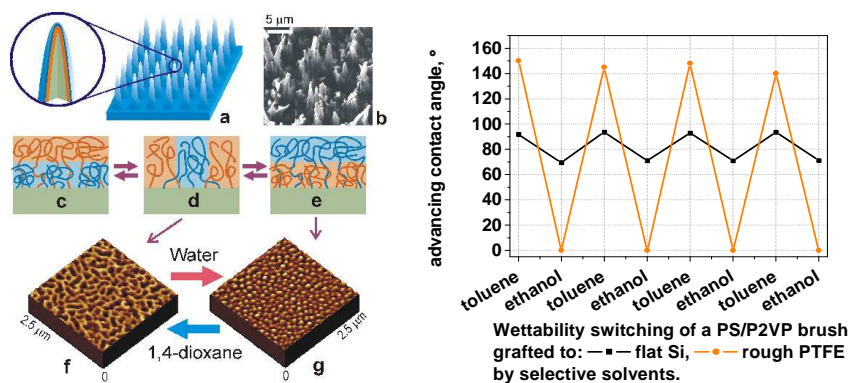 5 µm
a
b
c
d
e
Water
1,4-dioxane
2.5 µm
0
f
2.5 µm
0
g
advancing contact angle, °
160
140
120
100
80
60
40
20
0
toluene
ethanol
toluene
ethanol
toluene
ethanol
toluene
ethanol
Wettability switching of a PS/P2VP brush
grafted to: flat Si, rough PTFE
by selective solvents.